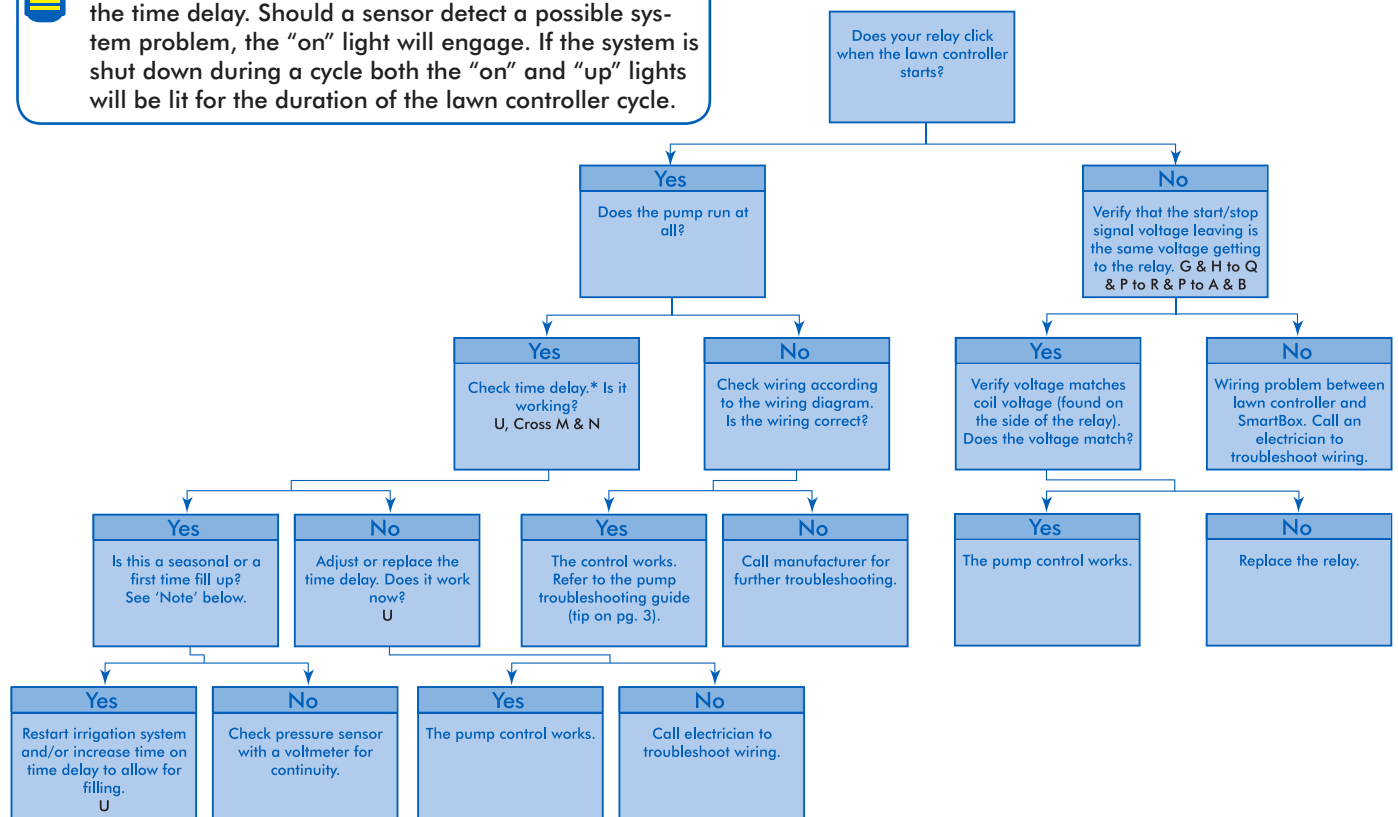 the time delay. Should a sensor detect a possible sys-
tem problem, the “on” light will engage. If the system is
shut down during a cycle both the “on” and “up” lights
will be lit for the duration of the lawn controller cycle.
Does your relay click
when the lawn controller
starts?
Yes
Does the pump run at
all?
No
Verify that the start/stop
signal voltage leaving is
the same voltage getting
to the relay. G & H to Q
& P to R & P to A & B
Yes
Check time delay.* Is it
working?
U, Cross M & N
No
Check wiring according
to the wiring diagram.
Is the wiring correct?
Yes
Verify voltage matches
coil voltage (found on
the side of the relay).
Does the voltage match?
No
Wiring problem between
lawn controller and
SmartBox. Call an
electrician to
troubleshoot wiring.
Yes
Is this a seasonal or a
first time fill up?
See ‘Note’ below.
No
Adjust or replace the
time delay. Does it work
now?
U
Yes
The control works.
Refer to the pump
troubleshooting guide
(tip on pg. 3).
No
Call manufacturer for
further troubleshooting.
Yes
The pump control works.
No
Replace the relay.
Yes
Restart irrigation system
and/or increase time on
time delay to allow for
filling.
U
No
Check pressure sensor
with a voltmeter for
continuity.
Yes
The pump control works.
No
Call electrician to
troubleshoot wiring.